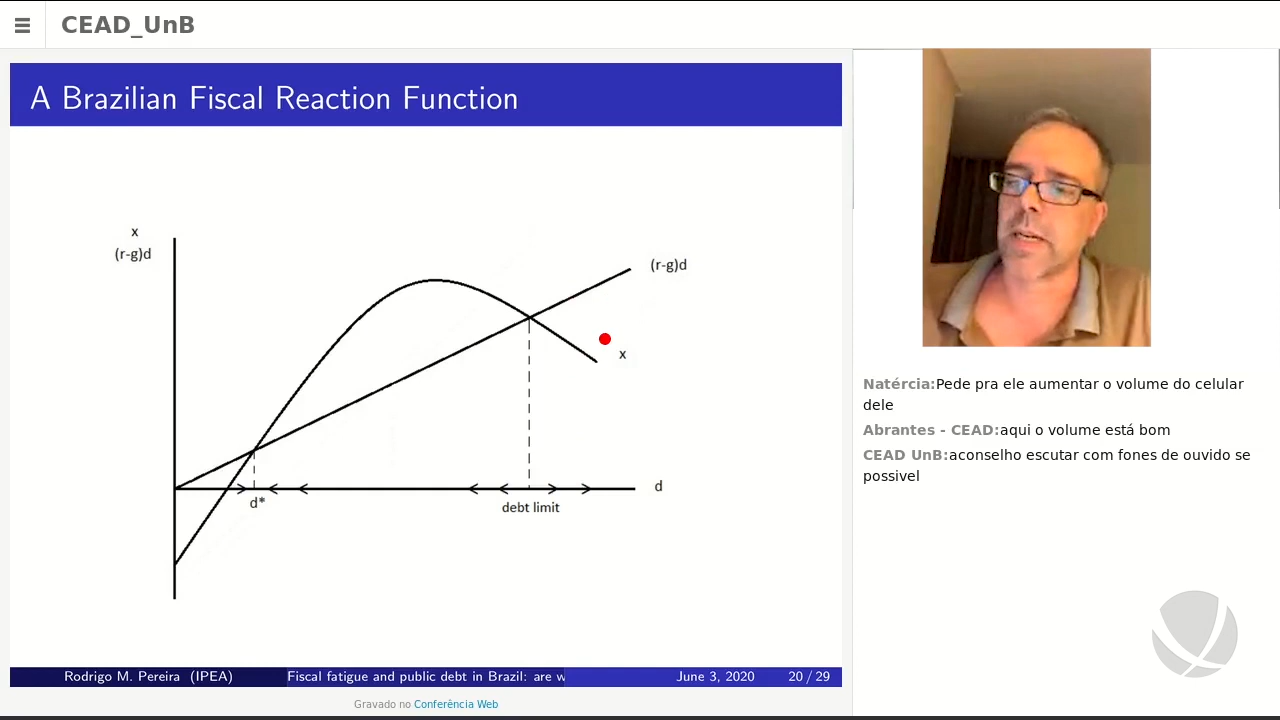 CEAD_UnB
A Brazilian Fiscal Reaction Function
x
(r-g)d
(r-g)d
x
d
d*
debt limit
Rodrigo M. Pereira (IPEA)
Fiscal fatigue and public debt in Brazil: are w
June 3, 2020
20 / 29
Gravado no Conferência Web
Natércia:Pede pra ele aumentar o volume do celular
dele
Abrantes - CEAD:aqui o volume está bom
CEAD UnB:aconselho escutar com fones de ouvido se
possivel